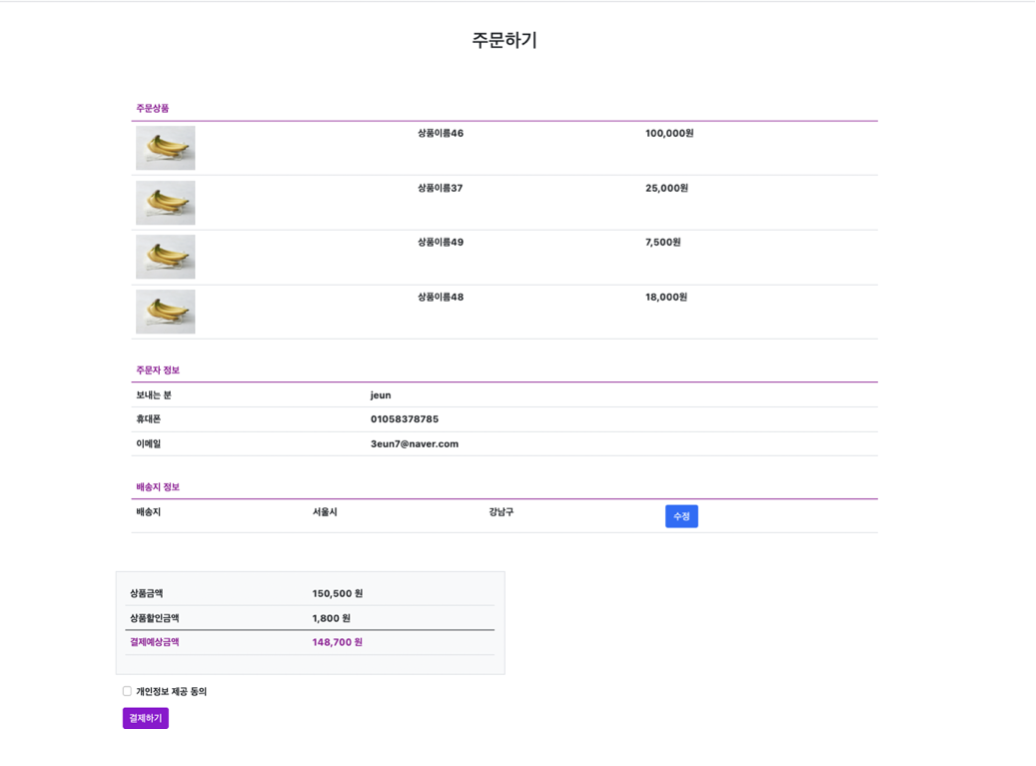 주문하기
주문상품
상품이름46 100,000원
상품이름37 25,000원
상품이름49 7,500원
상품이름48 18,000원
주문자 정보
보내는 분 jeun
휴대폰 01058378785
이메일 3eun7@naver.com
배송지 정보
배송지 서울시 강남구 수정
상품금액 150,500 원
상품할인금액 1,800 원
결제예상금액 148,700 원
개인정보 제공 동의
결제하기